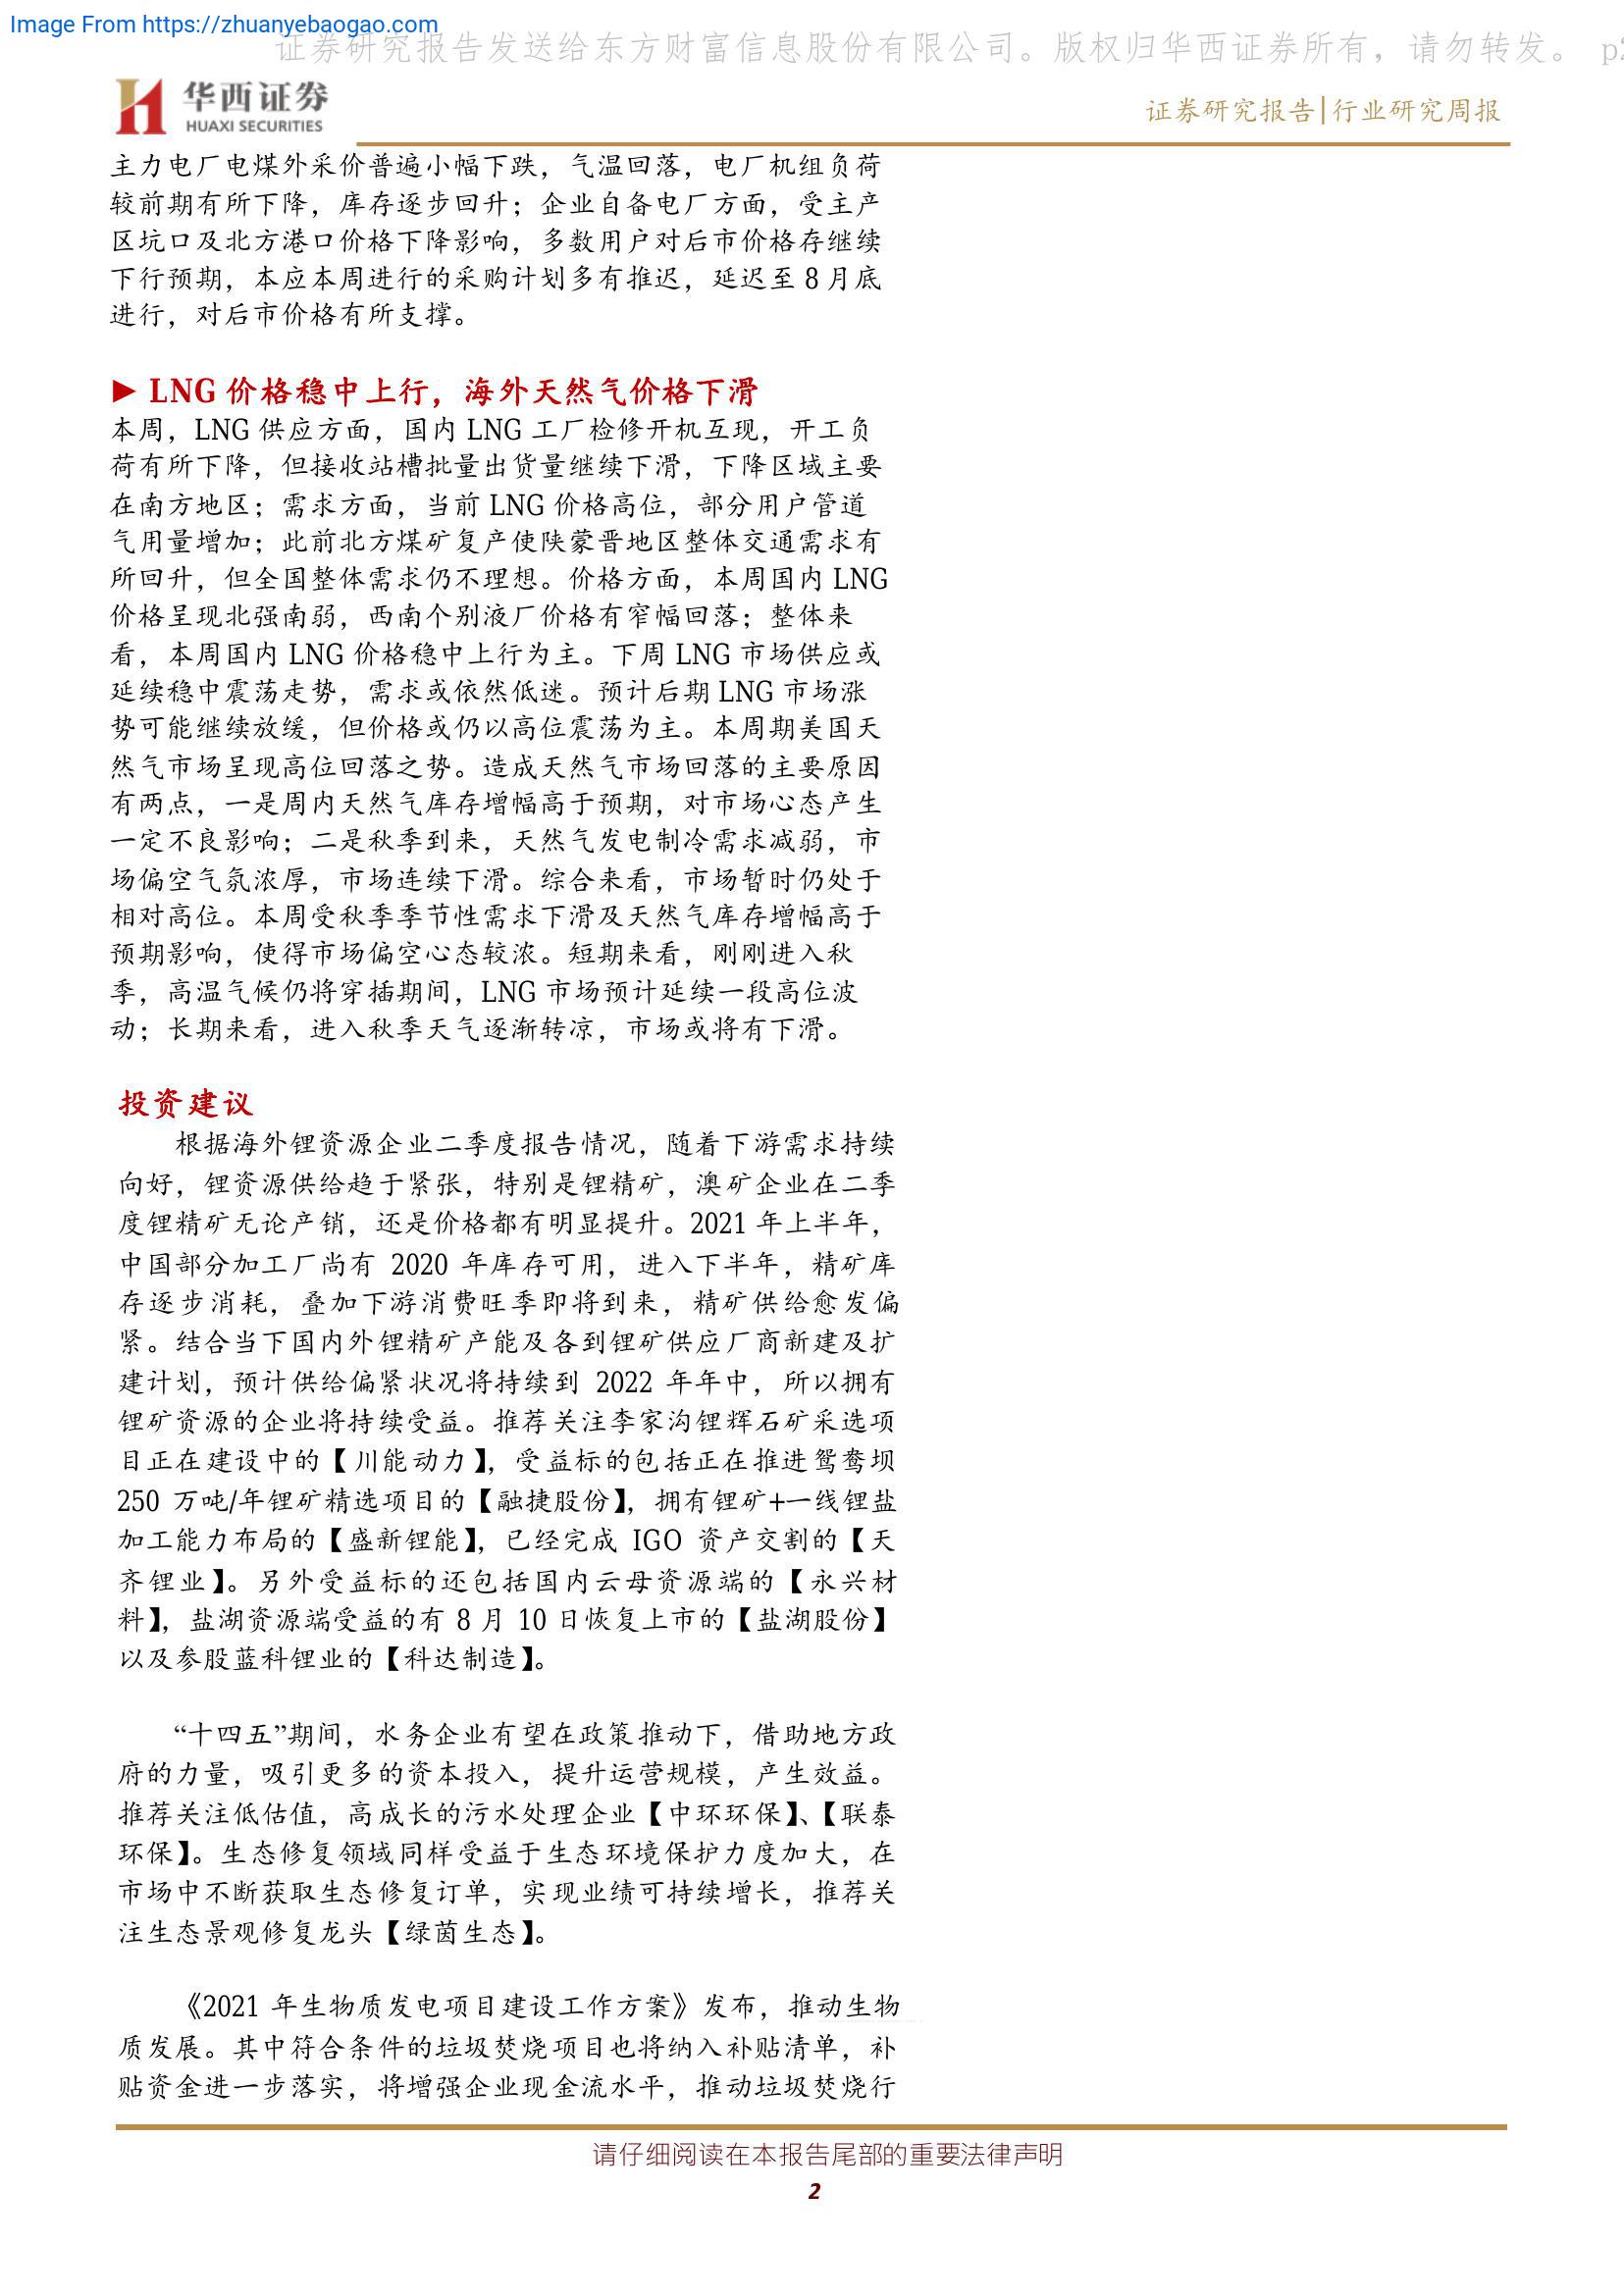 Image From https://zhuanyebaogao.com
证券研究报告发送给东方财富信息股份有限公司。版权归华西证券所有，请勿转发。 p2
华西证券
HUAXI SECURITIES
证券研究报告|行业研究周报
主力电厂电煤外采价普遍小幅下跌，气温回落，电厂机组负荷
较前期有所下降，库存逐步回升；企业自备电厂方面，受主产
区坑口及北方港口价格下降影响，多数用户对后市价格存继续
下行预期，本应本周进行的采购计划多有推迟，延迟至 8 月底
进行，对后市价格有所支撑。
► LNG 价格稳中上行，海外天然气价格下滑
本周，LNG 供应方面，国内 LNG 工厂检修开机互现，开工负
荷有所下降，但接收站槽批量出货量继续下滑，下降区域主要
在南方地区；需求方面，当前 LNG 价格高位，部分用户管道
气用量增加；此前北方煤矿复产使陕蒙晋地区整体交通需求有
所回升，但全国整体需求仍不理想。价格方面，本周国内 LNG
价格呈现北强南弱，西南个别液厂价格有窄幅回落；整体来
看，本周国内 LNG 价格稳中上行为主。下周 LNG 市场供应或
延续稳中震荡走势，需求或依然低迷。预计后期 LNG 市场涨
势可能继续放缓，但价格或仍以高位震荡为主。本周期美国天
然气市场呈现高位回落之势。造成天然气市场回落的主要原因
有两点，一是周内天然气库存增幅高于预期，对市场心态产生
一定不良影响；二是秋季到来，天然气发电制冷需求减弱，市
场偏空气氛浓厚，市场连续下滑。综合来看，市场暂时仍处于
相对高位。本周受秋季季节性需求下滑及天然气库存增幅高于
预期影响，使得市场偏空心态较浓。短期来看，刚刚进入秋
季，高温气候仍将穿插期间，LNG 市场预计延续一段高位波
动；长期来看，进入秋季天气逐渐转凉，市场或将有下滑。
投资建议
根据海外锂资源企业二季度报告情况，随着下游需求持续
向好，锂资源供给趋于紧张，特别是锂精矿，澳矿企业在二季
度锂精矿无论产销，还是价格都有明显提升。2021 年上半年，
中国部分加工厂尚有 2020 年库存可用，进入下半年，精矿库
存逐步消耗，叠加下游消费旺季即将到来，精矿供给愈发偏
紧。结合当下国内外锂精矿产能及各到锂矿供应厂商新建及扩
建计划，预计供给偏紧状况将持续到 2022 年年中，所以拥有
锂矿资源的企业将持续受益。推荐关注李家沟锂辉石矿采选项
目正在建设中的【川能动力】，受益标的包括正在推进鸳鸯坝
250 万吨/年锂矿精选项目的【融捷股份】，拥有锂矿+一线锂盐
加工能力布局的【盛新锂能】，已经完成 IGO 资产交割的【天
齐锂业】。另外受益标的还包括国内云母资源端的【永兴材
料】，盐湖资源端受益的有 8 月 10 日恢复上市的【盐湖股份】
以及参股蓝科锂业的【科达制造】。
“十四五”期间，水务企业有望在政策推动下，借助地方政
府的力量，吸引更多的资本投入，提升运营规模，产生效益。
推荐关注低估值，高成长的污水处理企业【中环环保】、【联泰
环保】。生态修复领域同样受益于生态环境保护力度加大，在
市场中不断获取生态修复订单，实现业绩可持续增长，推荐关
注生态景观修复龙头【绿茵生态】。
《2021 年生物质发电项目建设工作方案》发布，推动生物
质发展。其中符合条件的垃圾焚烧项目也将纳入补贴清单，补
贴资金进一步落实，将增强企业现金流水平，推动垃圾焚烧行
请仔细阅读在本报告尾部的重要法律声明
2